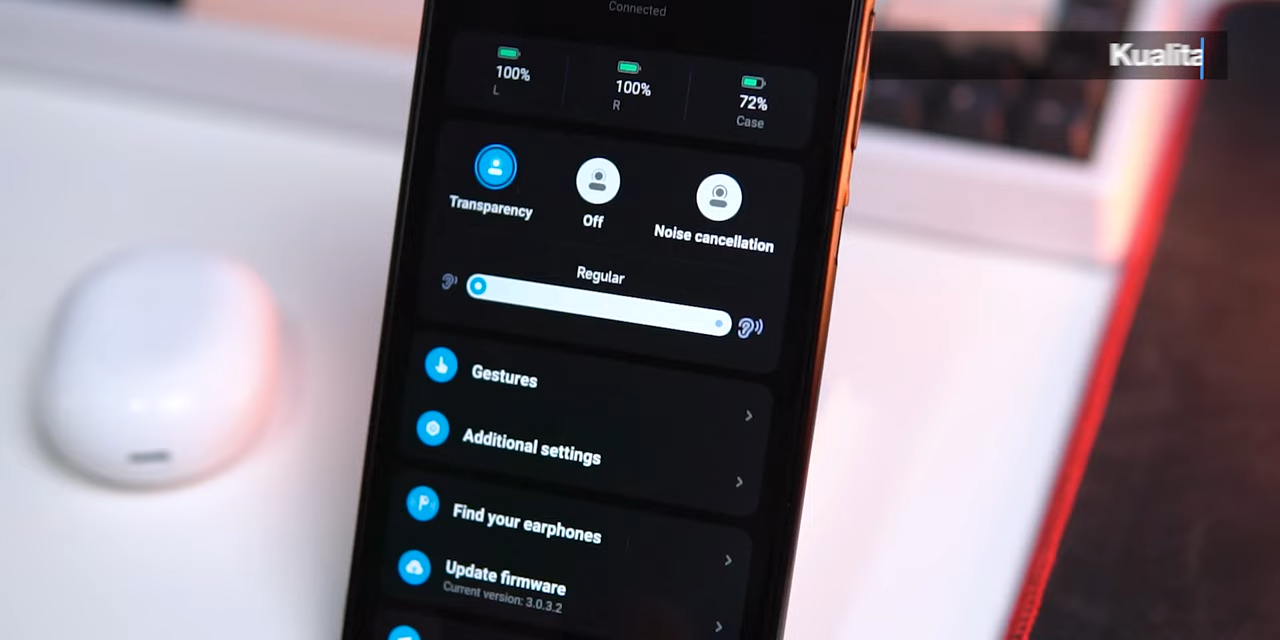 Connected
Kualita
100%
L
100%
R
72%
Case
Transparency
Off
Noise cancellation
Regular
Gestures
Additional settings
Find your earphones
Update firmware
Current version: 3.0.3.2